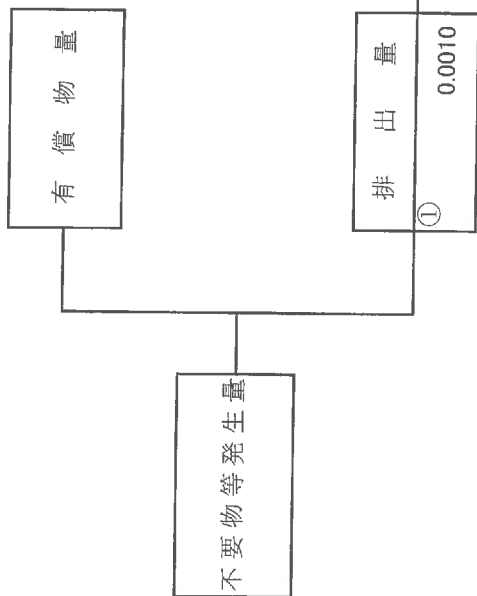 不要物等発生量
有償物量
排出量
①
0.0010